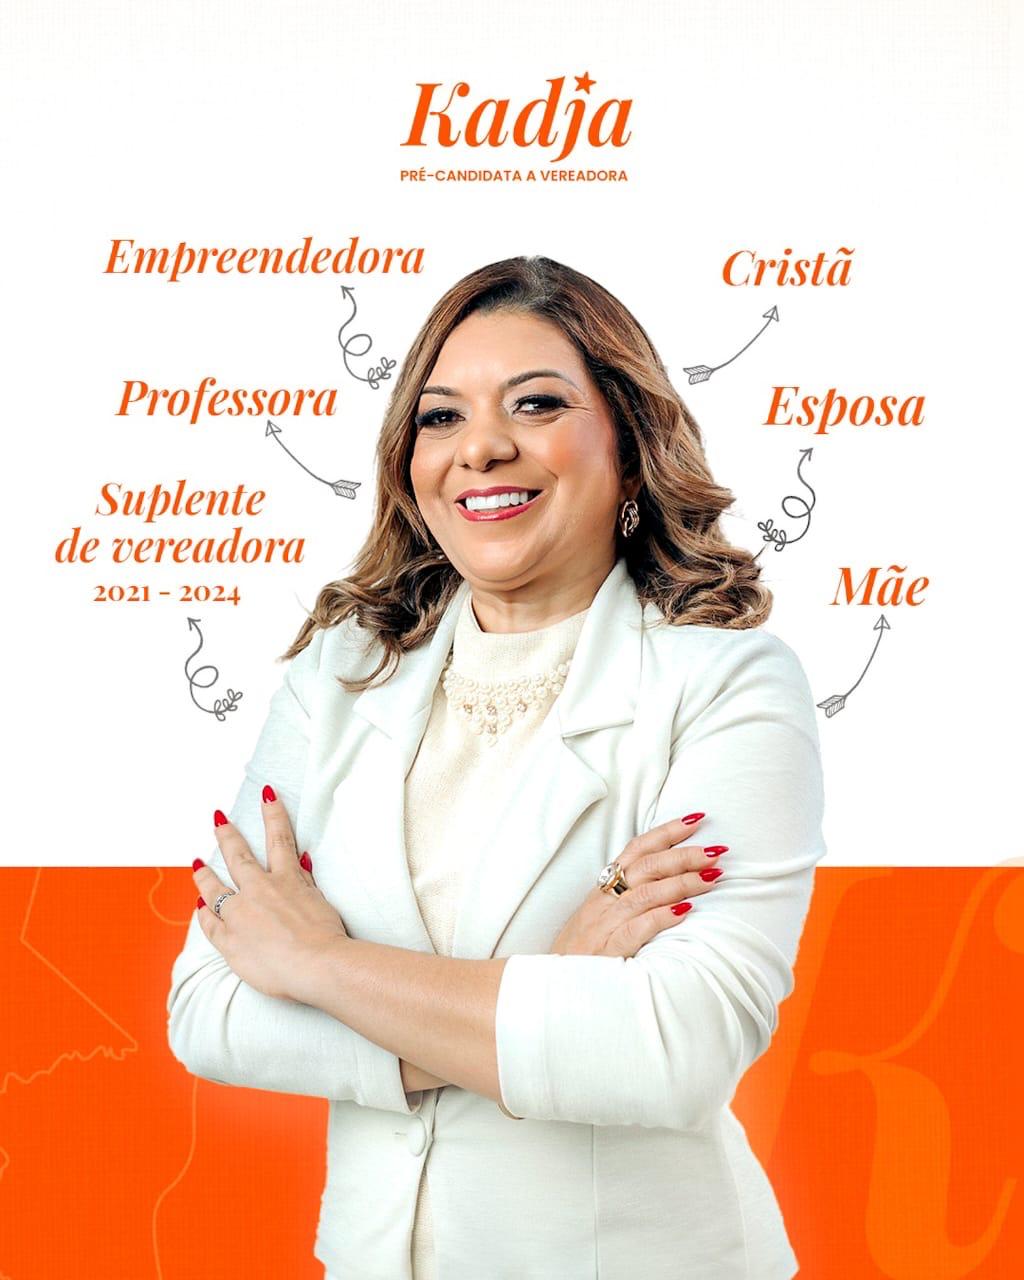 Kadja
PRÉ-CANDIDATA A VEREADORA
Empreendedora
Cristã
Professora
Esposa
Suplente
de vereadora
2021 - 2024
Mãe
K